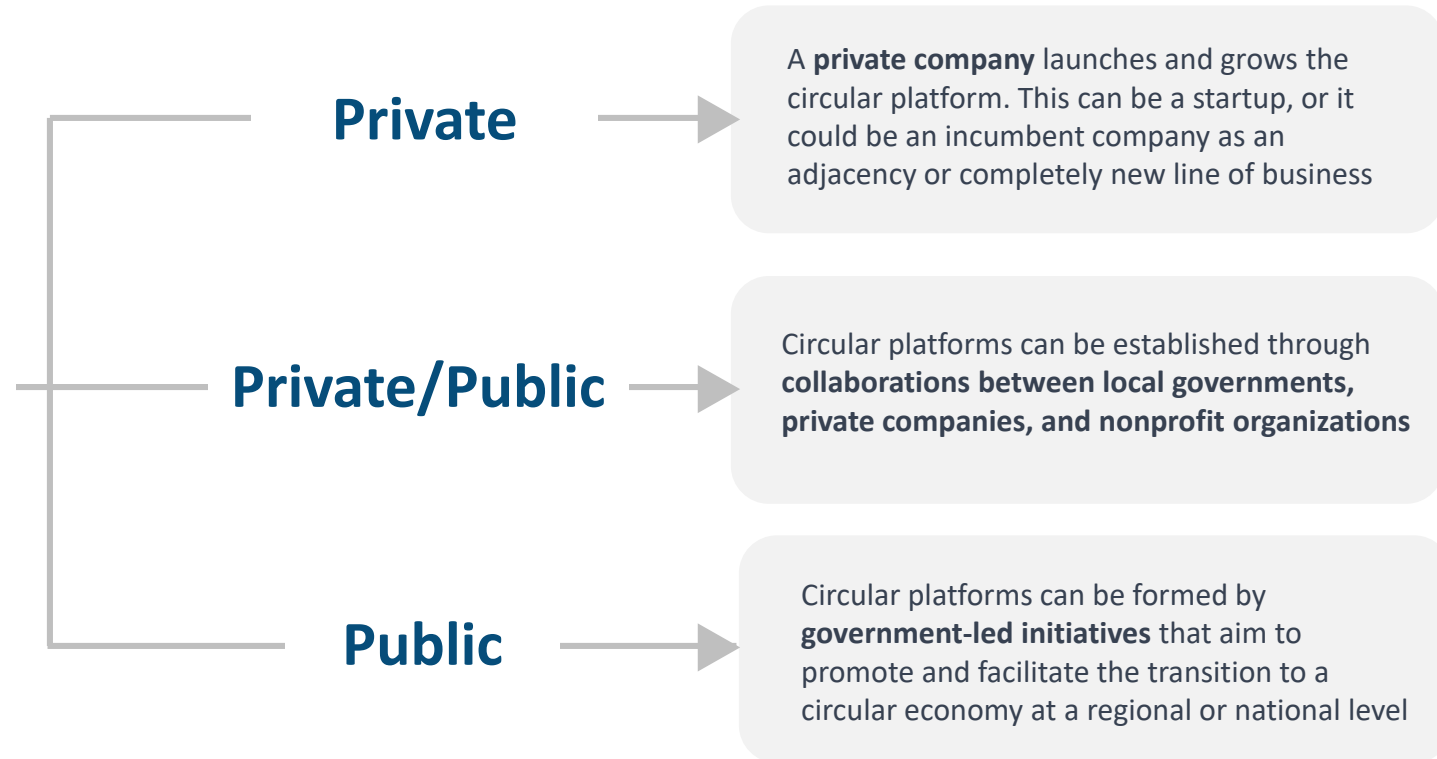 Private
A private company launches and grows the
circular platform. This can be a startup, or it
could be an incumbent company as an
adjacency or completely new line of business
Private/Public
Circular platforms can be established through
collaborations between local governments,
private companies, and nonprofit organizations
Public
Circular platforms can be formed by
government-led initiatives that aim to
promote and facilitate the transition to a
circular economy at a regional or national level